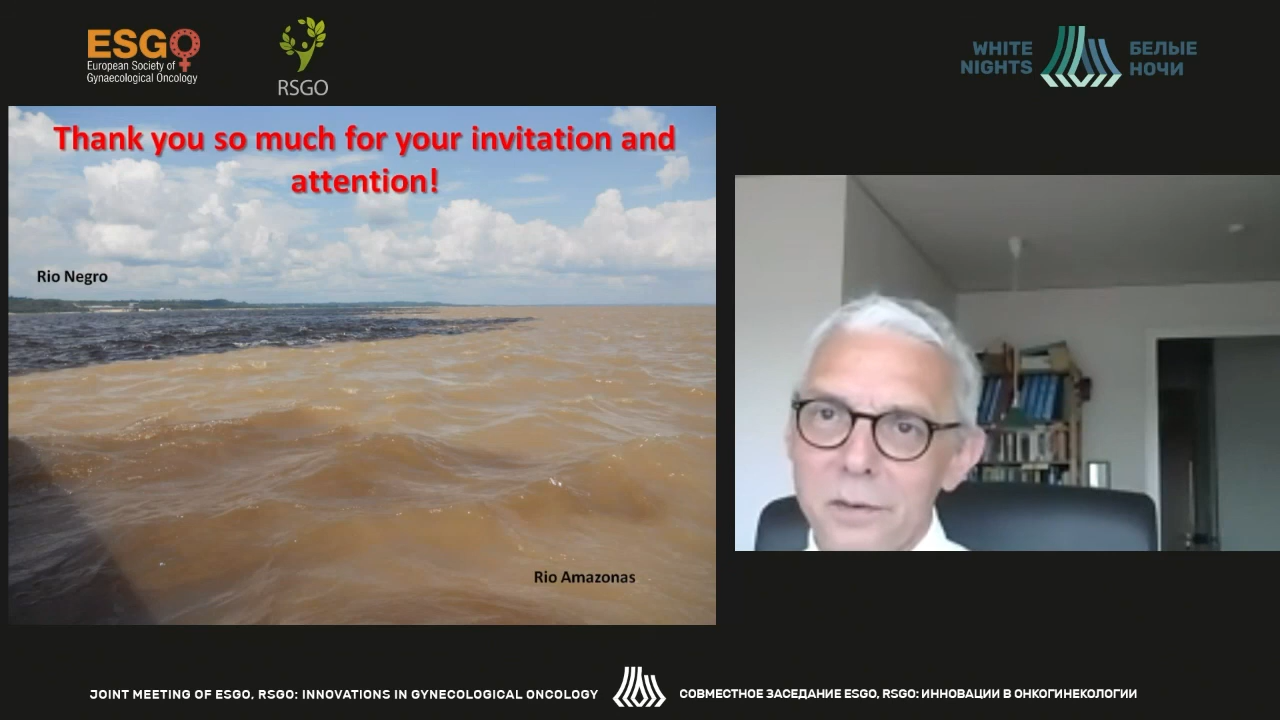 ESGO
European Society of
Gynaecological Oncology
RSGO
WHITE
NIGHTS
БЕЛЫЕ
НОЧИ
Thank you so much for your invitation and
attention!
Rio Negro
Rio Amazonas
JOINT MEETING OF ESGO, RSGO: INNOVATIONS IN GYNECOLOGICAL ONCOLOGY
СОВМЕСТНОЕ ЗАСЕДАНИЕ ESGO, RSGO: ИННОВАЦИИ В ОНКОГИНЕКОЛОГИИ